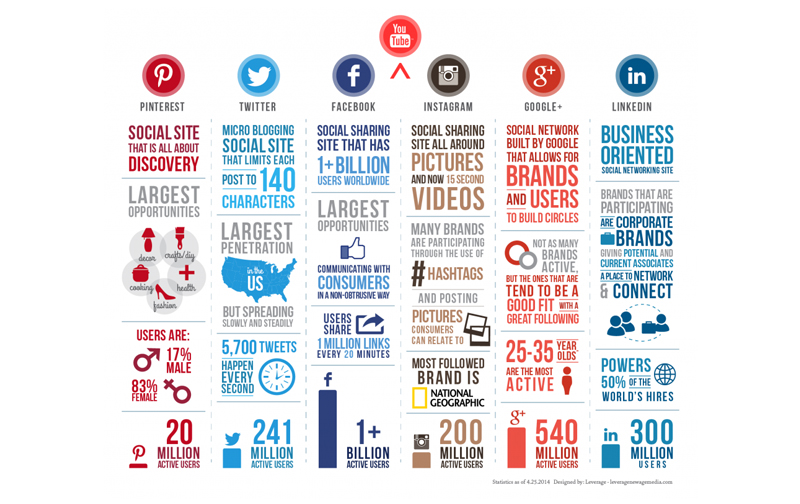 You
Tube
PINTEREST
SOCIAL SITE
THAT IS ALL ABOUT
DISCOVERY
LARGEST
OPPORTUNITIES
decor
crafts/diy
cooking
health
fashion
USERS ARE:
17%
MALE
83%
FEMALE
20
MILLION
ACTIVE USERS
TWITTER
MICRO BLOGGING
SOCIAL SITE
THAT LIMITS EACH
POST TO 140
CHARACTERS
LARGEST
PENETRATION
in the
US
BUT SPREADING
SLOWLY AND STEADILY
5,700 TWEETS
HAPPEN
EVERY
SECOND
241
MILLION
ACTIVE USERS
FACEBOOK
SOCIAL SHARING
SITE THAT HAS
1+BILLION
USERS WORLDWIDE
LARGEST
OPPORTUNITIES
COMMUNICATING WITH
CONSUMERS
IN A NON-OBTRUSIVE WAY
USERS
SHARE
1 MILLION LINKS
EVERY 20 MINUTES
f
1+
BILLION
ACTIVE USERS
INSTAGRAM
SOCIAL SHARING
SITE ALL AROUND
PICTURES
AND NOW 15 SECOND
VIDEOS
MANY BRANDS
ARE PARTICIPATING
THROUGH THE USE OF
#HASHTAGS
AND POSTING
PICTURES
CONSUMERS
CAN RELATE TO
MOST FOLLOWED
BRAND IS
NATIONAL
GEOGRAPHIC
200
MILLION
ACTIVE USERS
g+
GOOGLE+
SOCIAL NETWORK
BUILT BY GOOGLE
THAT ALLOWS FOR
BRANDS
AND USERS
TO BUILD CIRCLES
NOT AS MANY
BRANDS
ACTIVE,
BUT THE ONES THAT ARE
TEND TO BE A
GOOD FIT WITH A
GREAT FOLLOWING
25-35 YEAR
OLDS
ARE THE MOST
ACTIVE
g+
540
MILLION
ACTIVE USERS
in
LINKEDIN
BUSINESS
ORIENTED
SOCIAL NETWORKING SITE
BRANDS THAT ARE
PARTICIPATING
ARE CORPORATE
BRANDS
GIVING POTENTIAL AND
CURRENT ASSOCIATES
A PLACE TO NETWORK
& CONNECT
POWERS
50% OF THE
WORLD'S HIRES
in
300
MILLION
USERS
Statistics as of 4.25.2014 Designed by: Leverage - leveragenewagemedia.com